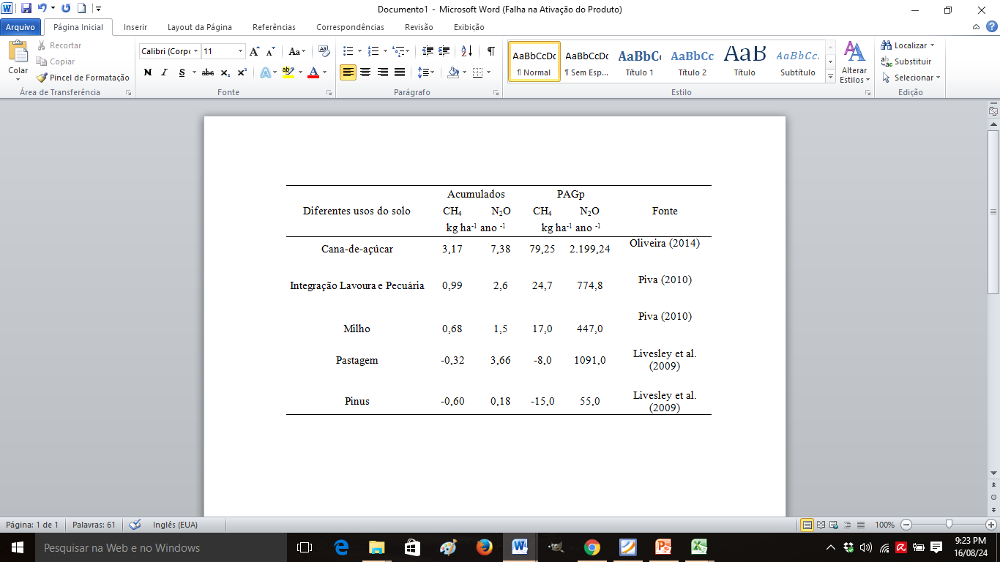 Documento1 - Microsoft Word (Falha na Ativação do Produto)
Arquivo Página Inicial Inserir Layout da Página Referências Correspondências Revisão Exibição
Colar
Recortar
Copiar
Pincel de Formatação
Área de Transferência
Calibri (Corpo 11
N I S abc x₂ x²
Fonte
Parágrafo
AaBbCcDc AaBbCcDc AaBbCc AaBbCc AaB AaBbCc.
¶ Normal ¶ Sem Esp... Título 1 Título 2 Título Subtítulo
Alterar Estilos
Estilo
Localizar
Substituir
Selecionar
Edição
Acumulados PAGp
Diferentes usos do solo CH₄ N₂O CH₄ N₂O Fonte
kg ha⁻¹ ano ⁻¹ kg ha⁻¹ ano ⁻¹
Cana-de-açúcar 3,17 7,38 79,25 2.199,24 Oliveira (2014)
Integração Lavoura e Pecuária 0,99 2,6 24,7 774,8 Piva (2010)
Milho 0,68 1,5 17,0 447,0 Piva (2010)
Pastagem -0,32 3,66 -8,0 1091,0 Livesley et al. (2009)
Pinus -0,60 0,18 -15,0 55,0 Livesley et al. (2009)
Página: 1 de 1 Palavras: 61 Inglês (EUA) 100%
Pesquisar na Web e no Windows
9:23 PM
16/08/24